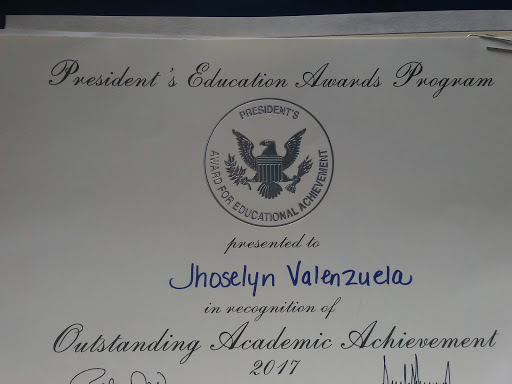 President's Education Awards Program
PRESIDENT'S
AWARD FOR EDUCATIONAL ACHIEVEMENT
presented to
Jhoselyn Valenzuela
in recognition of
Outstanding Academic Achievement
2017